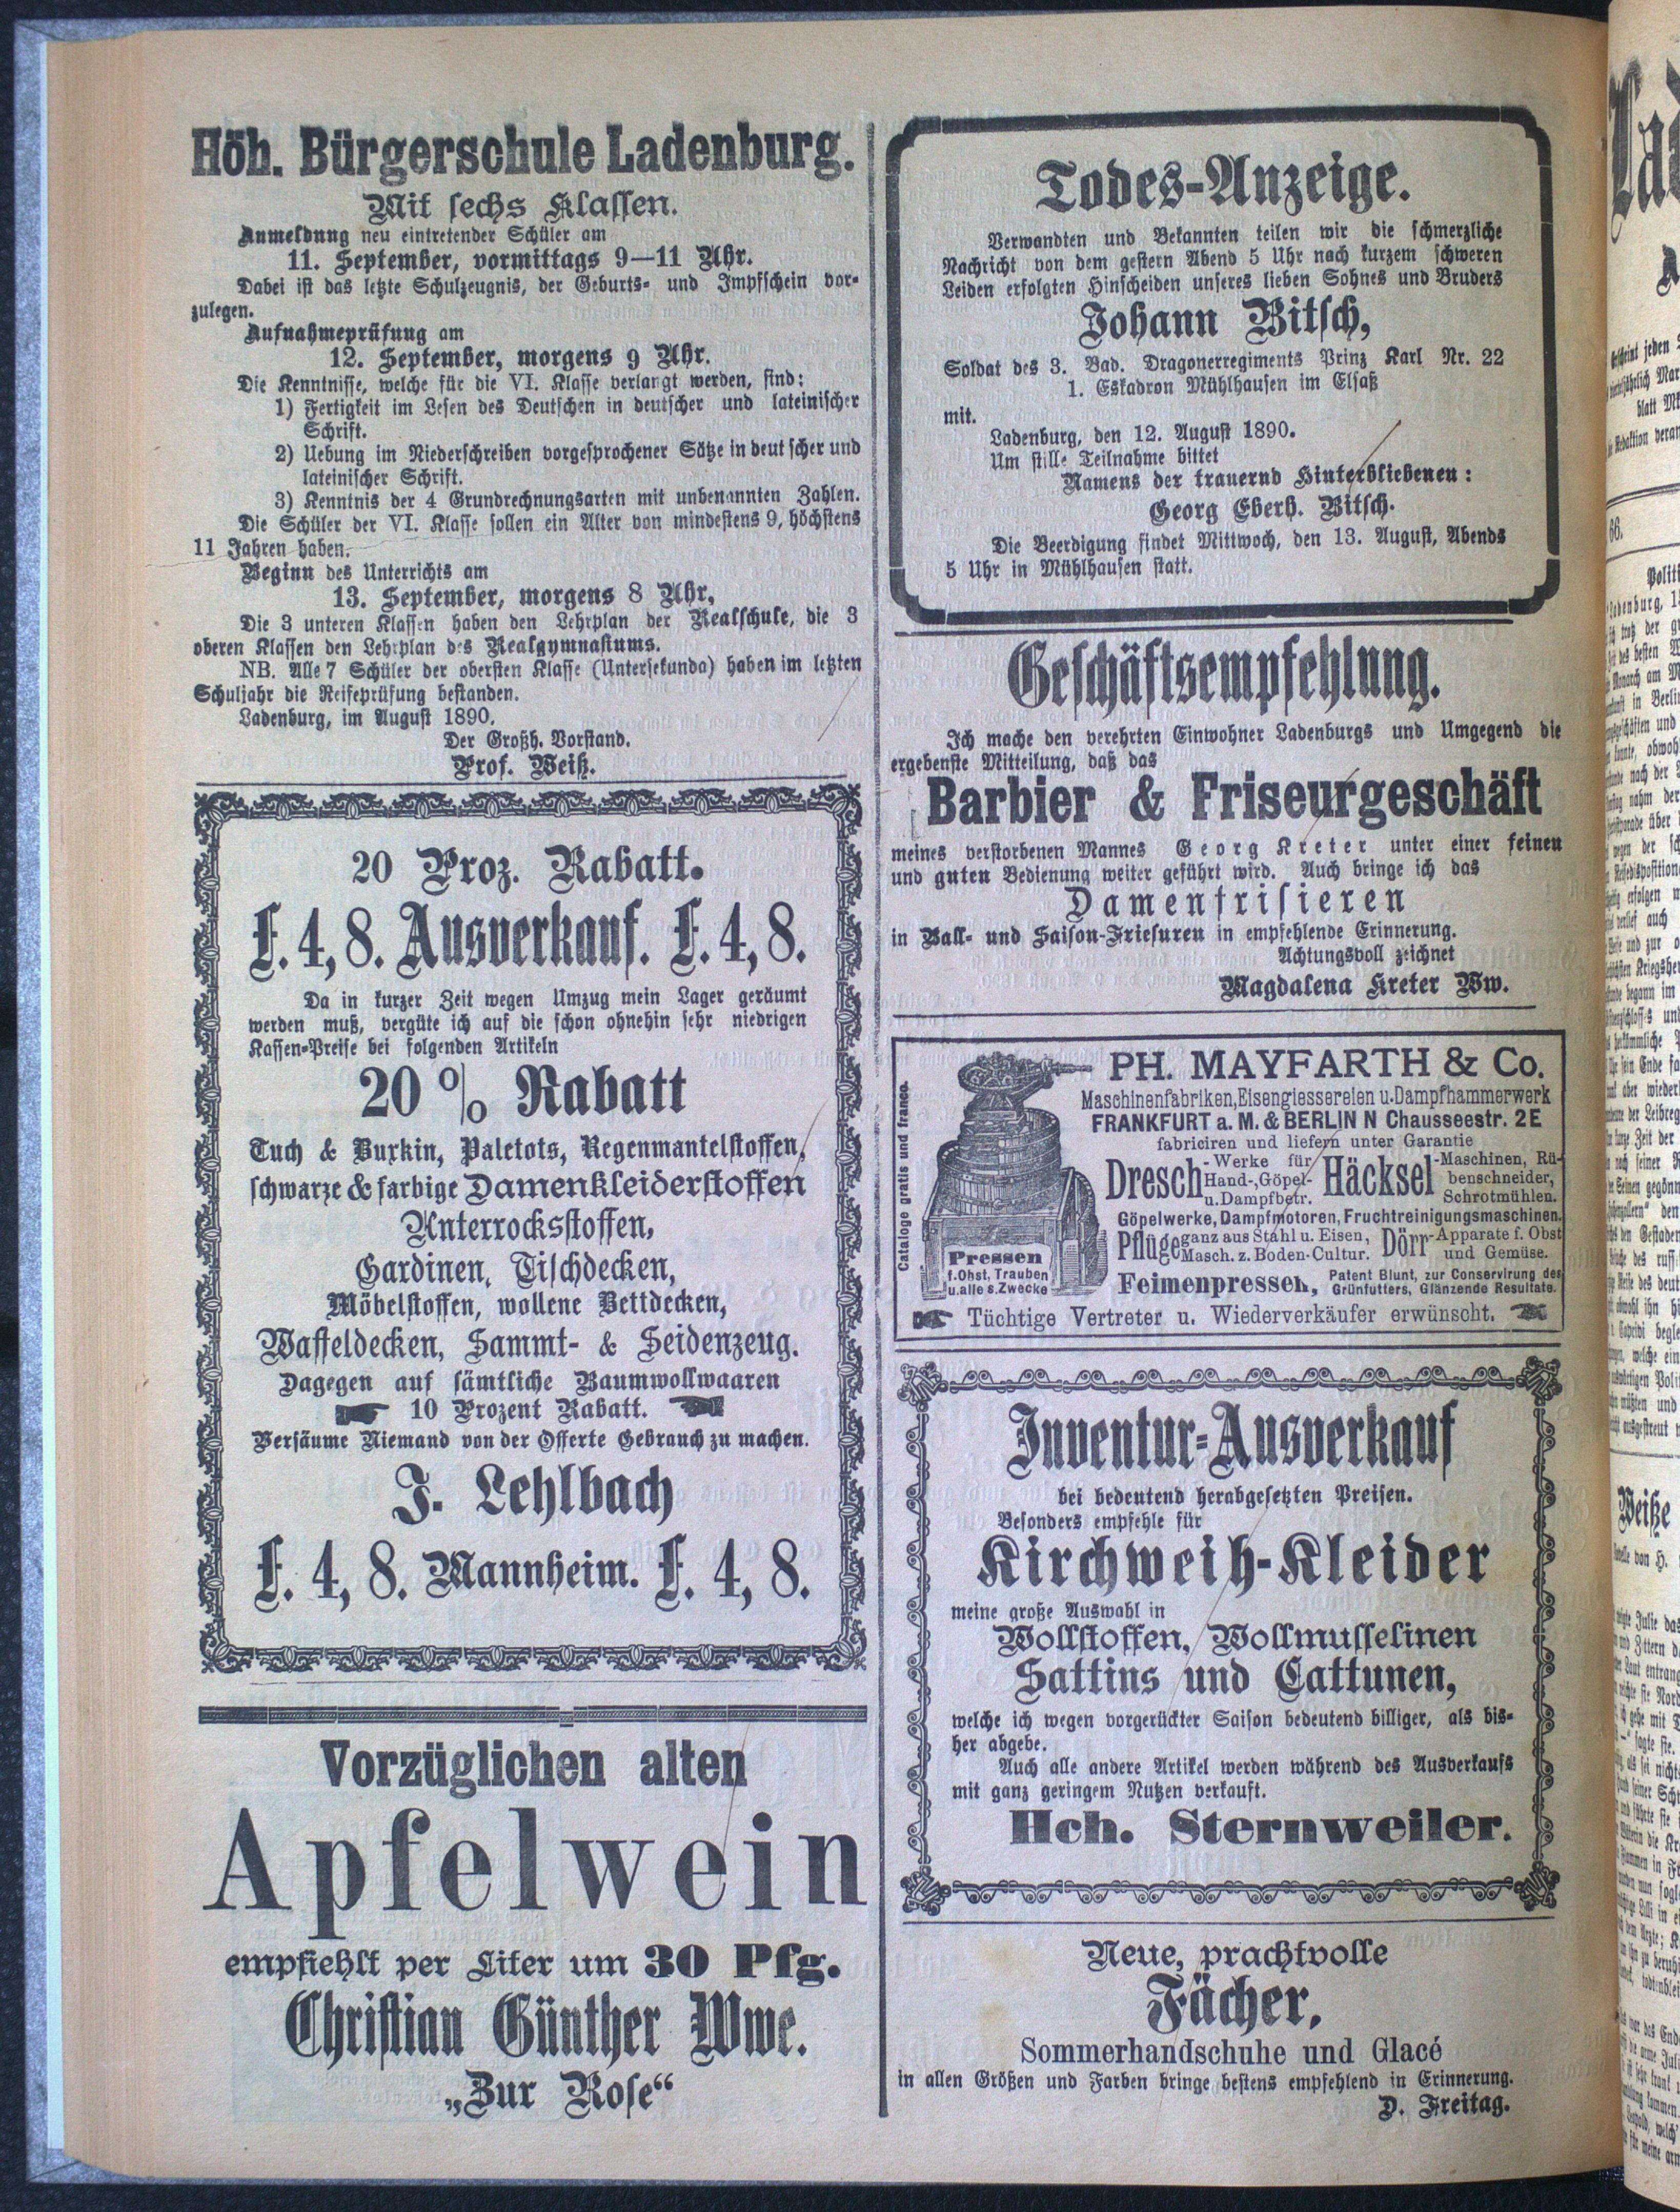 Höh. Bürgerschule Ladenburg.
Mit sechs Klassen.
Anmeldung neu eintretender Schüler am
11. September, vormittags 9—11 Uhr.
Dabei ist das letzte Schulzeugnis, der Geburts- und Impfschein vor-
zulegen.
Aufnahmeprüfung am
12. September, morgens 9 Uhr.
Die Kenntnisse, welche für die VI. Klasse verlangt werden, sind:
1) Fertigkeit im Lesen des Deutschen in deutscher und lateinischer
Schrift.
2) Uebung im Niederschreiben vorgesprochener Sätze in deutscher und
lateinischer Schrift.
3) Kenntnis der 4 Grundrechnungsarten mit unbenannten Zahlen.
Die Schüler der VI. Klasse sollen ein Alter von mindestens 9, höchstens
11 Jahren haben.
Beginn des Unterrichts am
13. September, morgens 8 Uhr,
Die 3 unteren Klassen haben den Lehrplan der Realschule, die 3
oberen Klassen den Lehrplan des Realgymnasiums.
NB. Alle 7 Schüler der obersten Klasse (Untersekunda) haben im letzten
Schuljahr die Reifeprüfung bestanden.
Ladenburg, im August 1890.
Der Großh. Vorstand.
Prof. Weiß.
20 Proz. Rabatt.
E. 4, 8. Ausverkauf. E. 4, 8.
Da in kurzer Zeit wegen Umzug mein Lager geräumt
werden muß, vergüte ich auf die schon ohnehin sehr niedrigen
Kassen-Preise bei folgenden Artikeln
20 % Rabatt
Tuch & Buxkin, Paletots, Regenmantelstoffen,
schwarze & farbige Damenkleiderstoffen
Unterrocksstoffen,
Gardinen, Tischdecken,
Möbelstoffen, wollene Bettdecken,
Waffeldecken, Sammt- & Seidenzeug.
Dagegen auf sämtliche Baumwollwaaren
10 Prozent Rabatt.
Versäume Niemand von der Offerte Gebrauch zu machen.
J. Lehlbach
E. 4, 8. Mannheim. E. 4, 8.
Vorzüglichen alten
Apfelwein
empfiehlt per Liter um 30 Pfg.
Christian Günther Wwe.
„Zur Rose“
Todes-Anzeige.
Verwandten und Bekannten teilen wir die schmerzliche
Nachricht von dem gestern Abend 5 Uhr nach kurzem schweren
Leiden erfolgten Hinscheiden unseres lieben Sohnes und Bruders
Johann Bitsch,
Soldat des 3. Bad. Dragonerregiments Prinz Karl Nr. 22
1. Eskadron Mühlhausen im Elsaß
mit.
Ladenburg, den 12. August 1890.
Um stille Teilnahme bittet
Namens der trauernd Hinterbliebenen:
Georg Eberh. Bitsch.
Die Beerdigung findet Mittwoch, den 13. August, Abends
5 Uhr in Mühlhausen statt.
Geschäftsempfehlung.
Ich mache den verehrten Einwohner Ladenburgs und Umgegend die
ergebenste Mitteilung, daß das
Barbier & Friseurgeschäft
meines verstorbenen Mannes Georg Kreter unter einer feinen
und guten Bedienung weiter geführt wird. Auch bringe ich das
Damenfrisieren
in Ball- und Saison-Friesuren in empfehlende Erinnerung.
Achtungsvoll zeichnet
Magdalena Kreter Ww.
Cataloge gratis und franco.
PH. MAYFARTH & Co.
Maschinenfabriken, Eisengiessereien u. Dampfhammerwerk
FRANKFURT a. M. & BERLIN N Chausseestr. 2E
fabriciren und liefern unter Garantie
Dresch-Werke für Hand-, Göpel- u. Dampfbetr. Häcksel-Maschinen, Rübenschneider, Schrotmühlen.
Göpelwerke, Dampfmotoren, Fruchtreinigungsmaschinen.
Pflüge ganz aus Stahl u. Eisen, Masch. z. Boden-Cultur. Dörr-Apparate f. Obst und Gemüse.
Feimenpressen, Patent Blunt, zur Conservirung des Grünfutters, Glänzende Resultate.
Pressen
f. Obst, Trauben
u. alle s. Zwecke
Tüchtige Vertreter u. Wiederverkäufer erwünscht.
Inventur-Ausverkauf
bei bedeutend herabgesetzten Preisen.
Besonders empfehle für
Kirchweih-Kleider
meine große Auswahl in
Wollstoffen, Wollmusselinen
Sattins und Cattunen,
welche ich wegen vorgerückter Saison bedeutend billiger, als bis-
her abgebe.
Auch alle andere Artikel werden während des Ausverkaufs
mit ganz geringem Nutzen verkauft.
Hch. Sternweiler.
Neue, prachtvolle
Fächer,
Sommerhandschuhe und Glacé
in allen Größen und Farben bringe bestens empfehlend in Erinnerung.
D. Freitag.